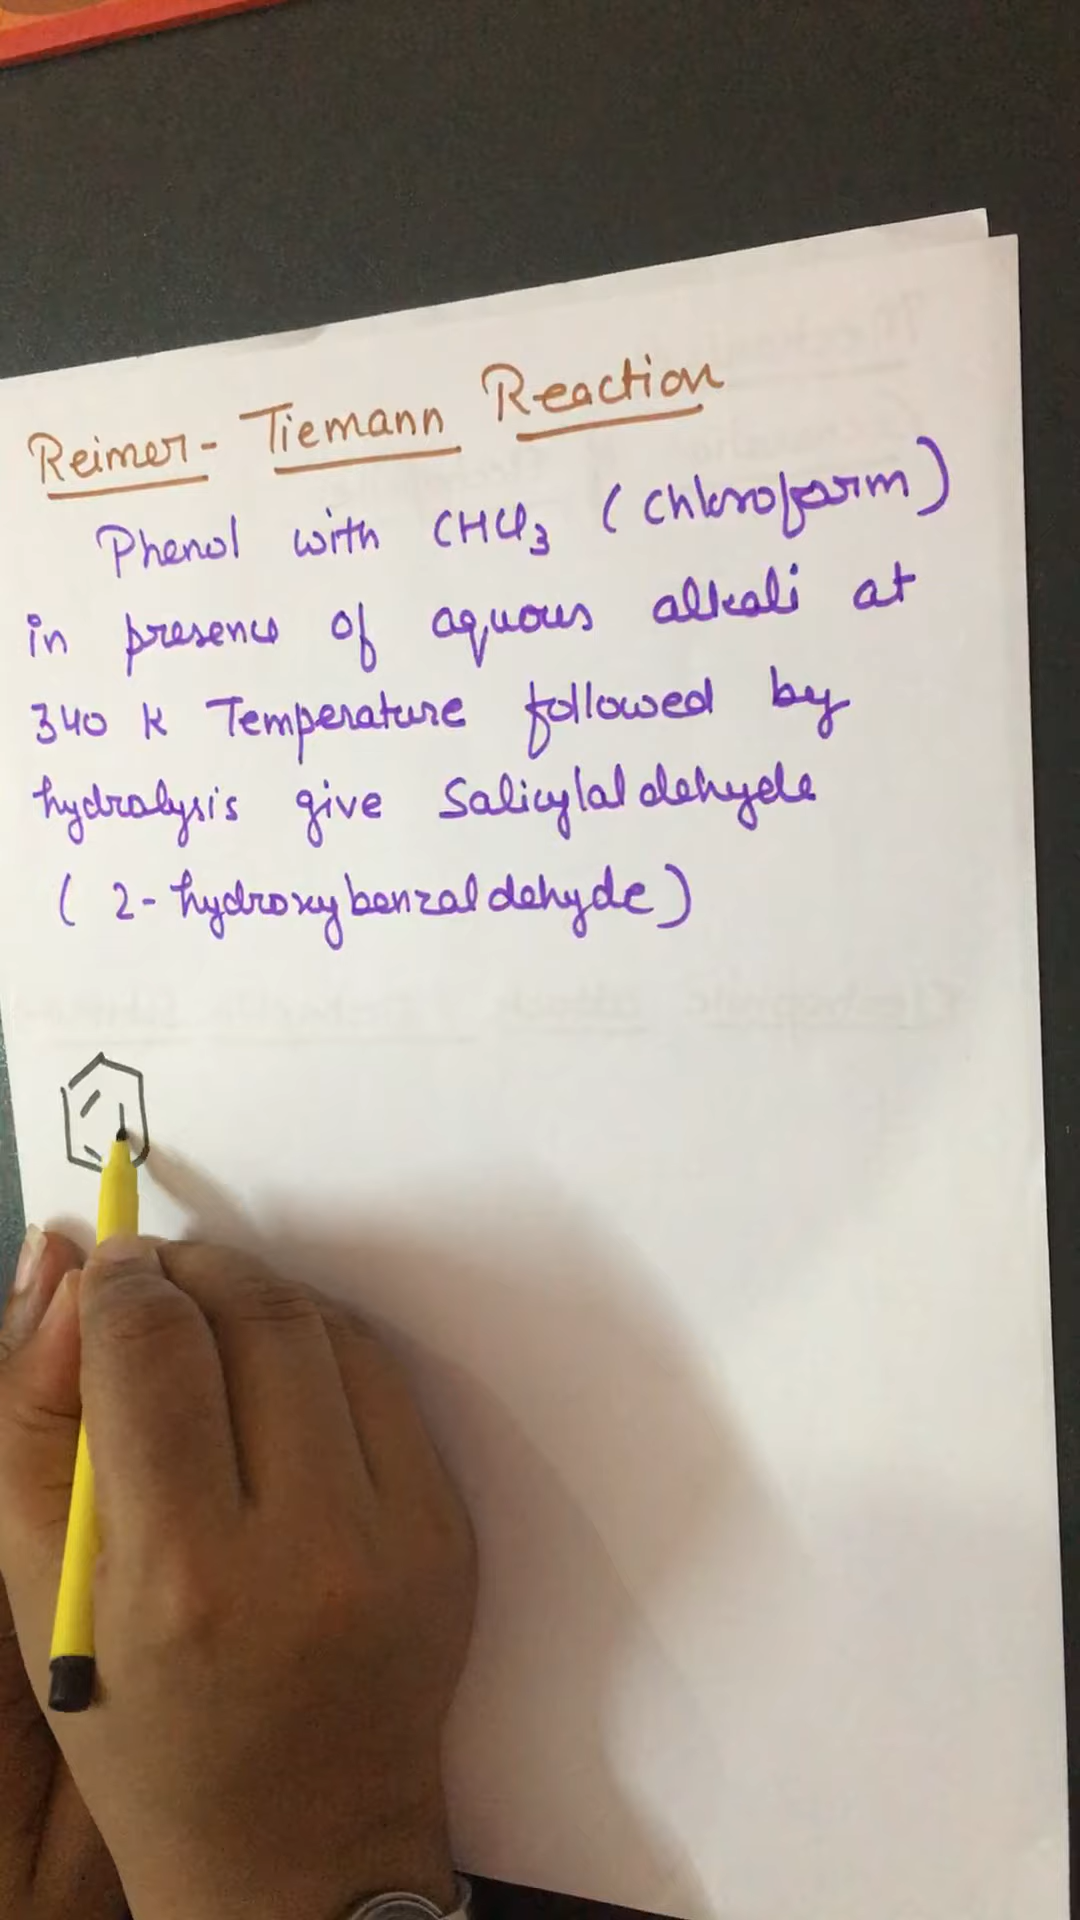 Reimer- Tiemann Reaction
Phenol with CHCl3 (Chloroform)
in presence of aquous alkali at
340 K Temperature followed by
hydralysis give Salicylaldehyde
( 2-hydroxybenzaldehyde)